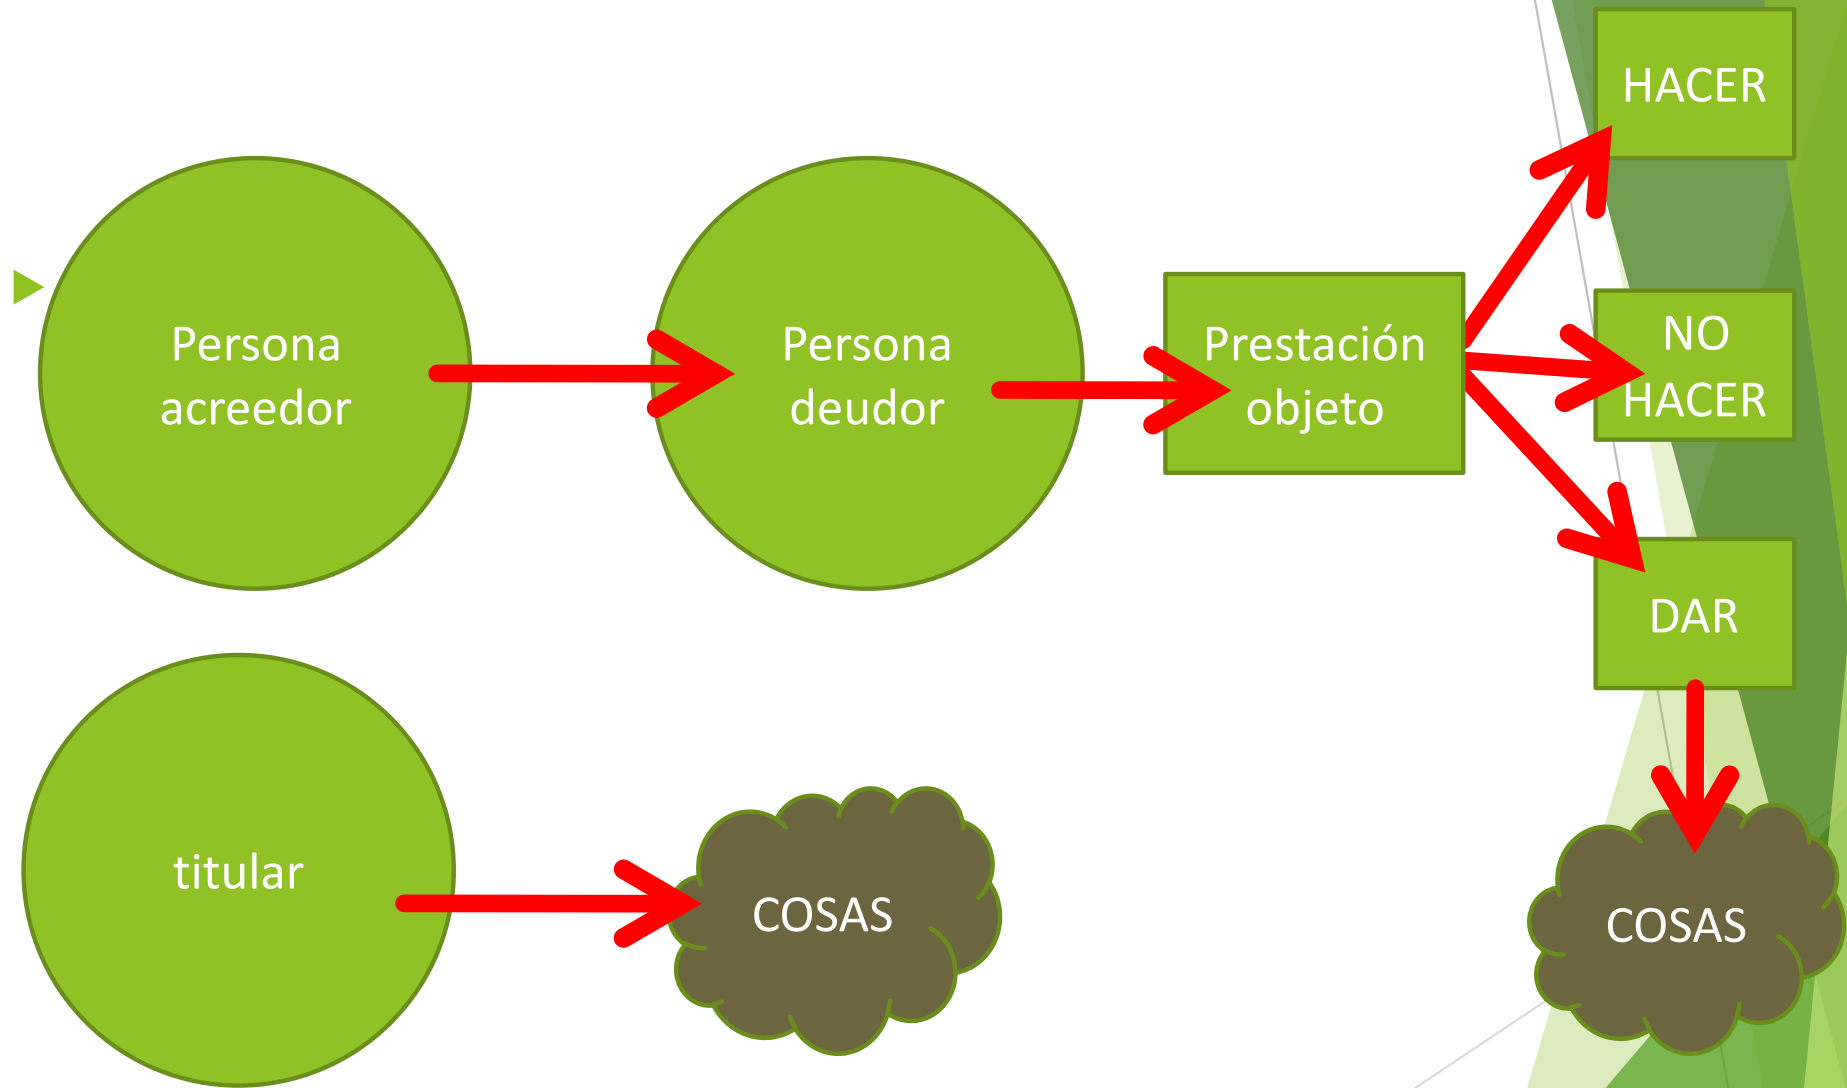 Persona
acreedor
Persona
deudor
Prestación
objeto
HACER
NO
HACER
DAR
titular
COSAS
COSAS